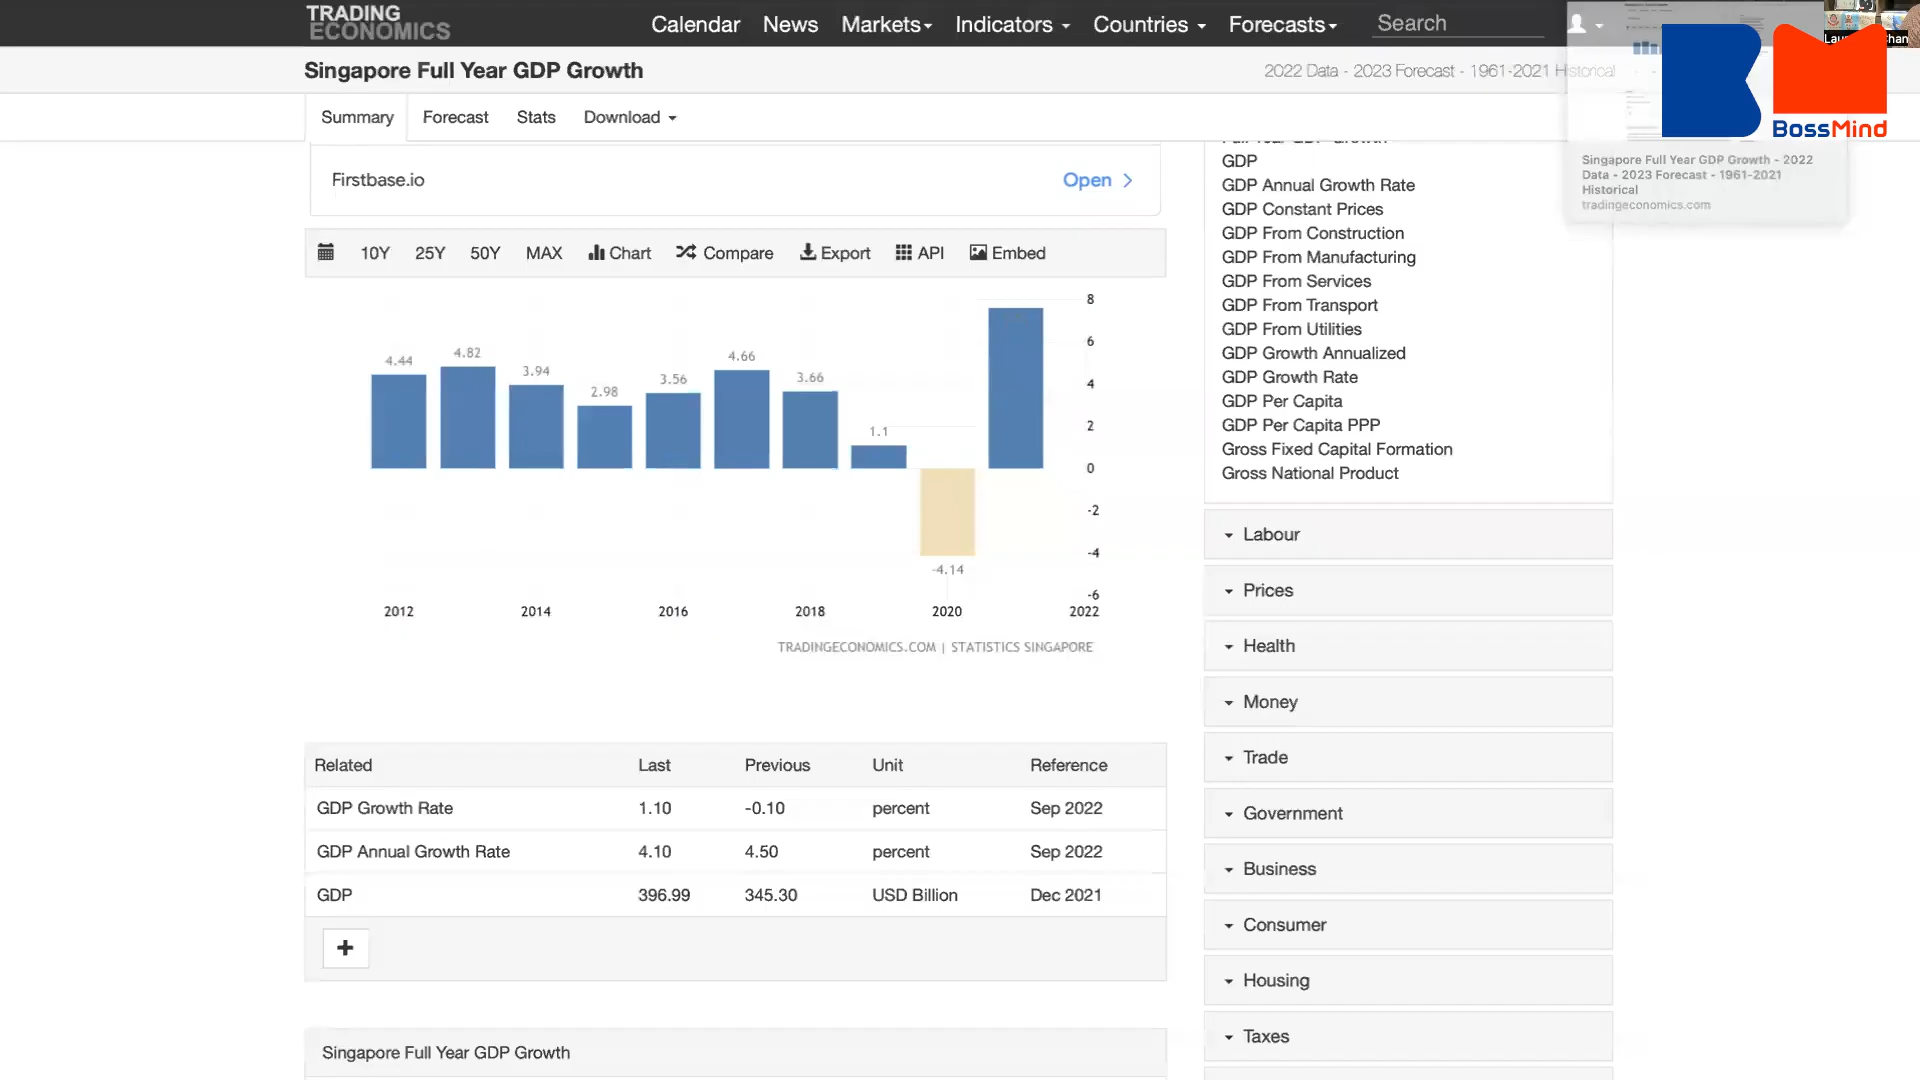 TRADING
ECONOMICS
Calendar News Markets Indicators Countries Forecasts Search
Singapore Full Year GDP Growth
2022 Data - 2023 Forecast - 1961-2021 Historical
BossMind
Summary Forecast Stats Download
Singapore Full Year GDP Growth - 2022
Data - 2023 Forecast - 1961-2021
Historical
tradingeconomics.com
Firstbase.io
Open
10Y 25Y 50Y MAX Chart Compare Export API Embed
8
6
4
2
0
-2
-4
-6
4.44 4.82 3.94 2.98 3.56 4.66 3.66 1.1 -4.14
2012 2014 2016 2018 2020 2022
TRADINGECONOMICS.COM | STATISTICS SINGAPORE
Related Last Previous Unit Reference
GDP Growth Rate 1.10 -0.10 percent Sep 2022
GDP Annual Growth Rate 4.10 4.50 percent Sep 2022
GDP 396.99 345.30 USD Billion Dec 2021
Singapore Full Year GDP Growth
GDP
GDP Annual Growth Rate
GDP Constant Prices
GDP From Construction
GDP From Manufacturing
GDP From Services
GDP From Transport
GDP From Utilities
GDP Growth Annualized
GDP Growth Rate
GDP Per Capita
GDP Per Capita PPP
Gross Fixed Capital Formation
Gross National Product
Labour
Prices
Health
Money
Trade
Government
Business
Consumer
Housing
Taxes